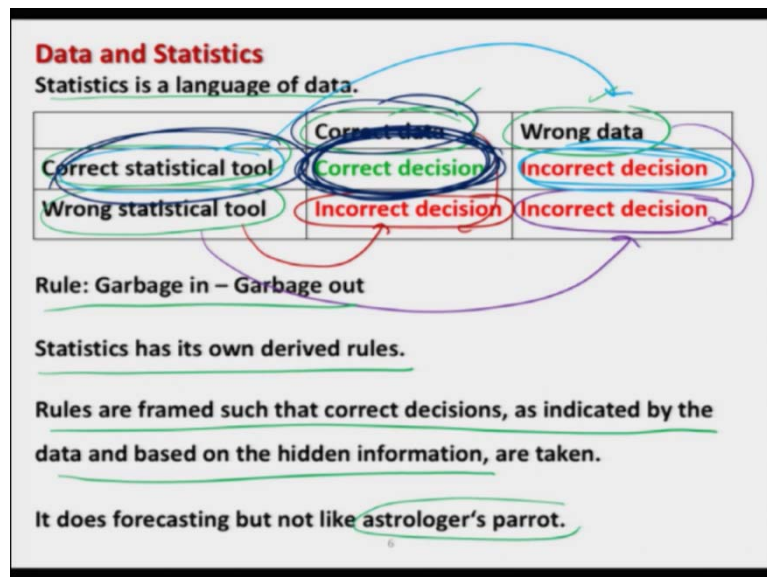 Data and Statistics
Statistics is a language of data.
Correct data Wrong data
Correct statistical tool Correct decision Incorrect decision
Wrong statistical tool Incorrect decision Incorrect decision
Rule: Garbage in – Garbage out
Statistics has its own derived rules.
Rules are framed such that correct decisions, as indicated by the
data and based on the hidden information, are taken.
It does forecasting but not like astrologer's parrot.
6